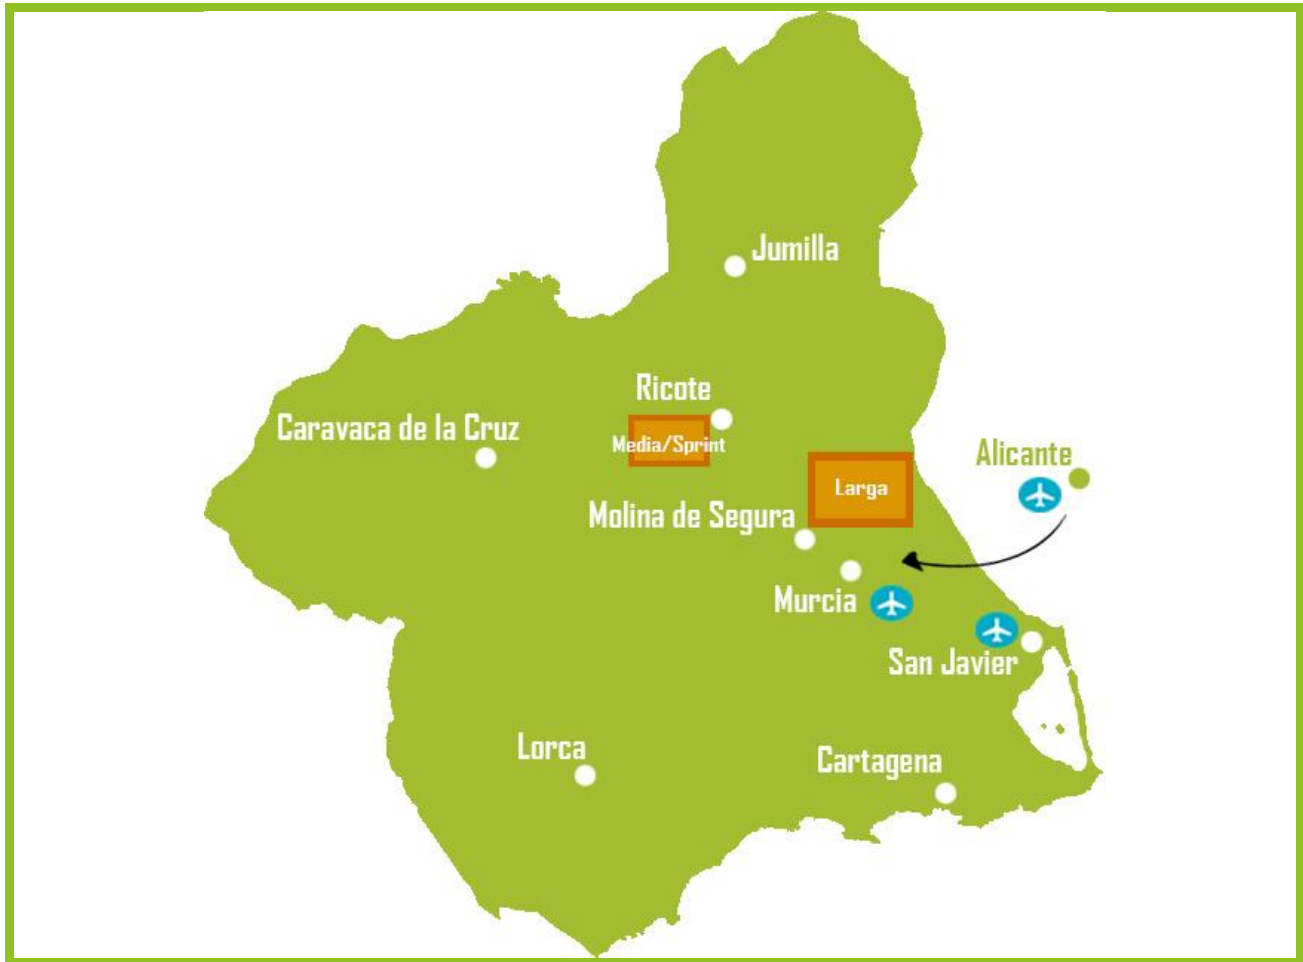 Jumilla
Ricote
Caravaca de la Cruz
Media/Sprint
Alicante
Larga
Molina de Segura
Murcia
San Javier
Lorca
Cartagena